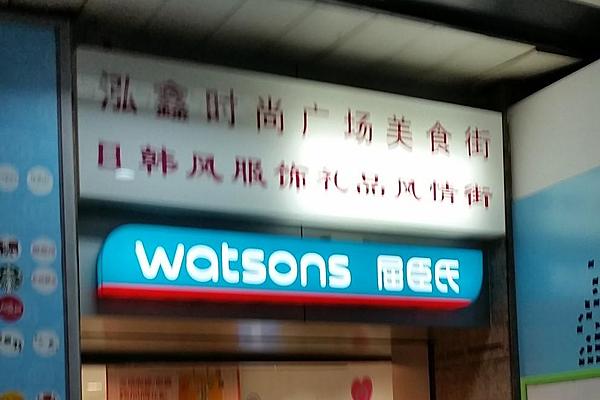 泓鑫时尚广场美食街
日韩风服饰礼品风情街
watsons 屈臣氏